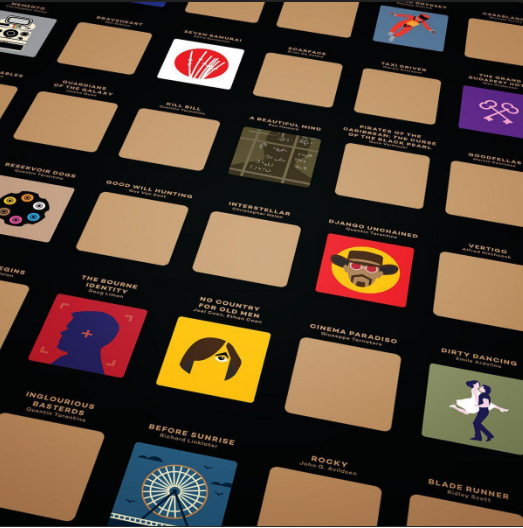 MEMENTO
BRAVEHEART
SEVEN SAMURAI
SCARFACE
ODYSSEY
TAXI DRIVER
THE GRAND
BUDAPEST HOTEL
GUARDIANS
OF THE GALAXY
KILL BILL
Quentin Tarantino
A BEAUTIFUL MIND
Ron Howard
PIRATES OF THE
CARIBBEAN: THE CURSE
OF THE BLACK PEARL
GOODFELLAS
RESERVOIR DOGS
Quentin Tarantino
GOOD WILL HUNTING
Gus Van Sant
INTERSTELLAR
Christopher Nolan
DJANGO UNCHAINED
Quentin Tarantino
VERTIGO
Alfred Hitchcock
EGINS
THE BOURNE
IDENTITY
Doug Liman
NO COUNTRY
FOR OLD MEN
Joel Coen, Ethan Coen
CINEMA PARADISO
Giuseppe Tornatore
DIRTY DANCING
Emile Ardolino
INGLOURIOUS
BASTERDS
Quentin Tarantino
BEFORE SUNRISE
Richard Linklater
ROCKY
John G. Avildsen
BLADE RUNNER
Ridley Scott